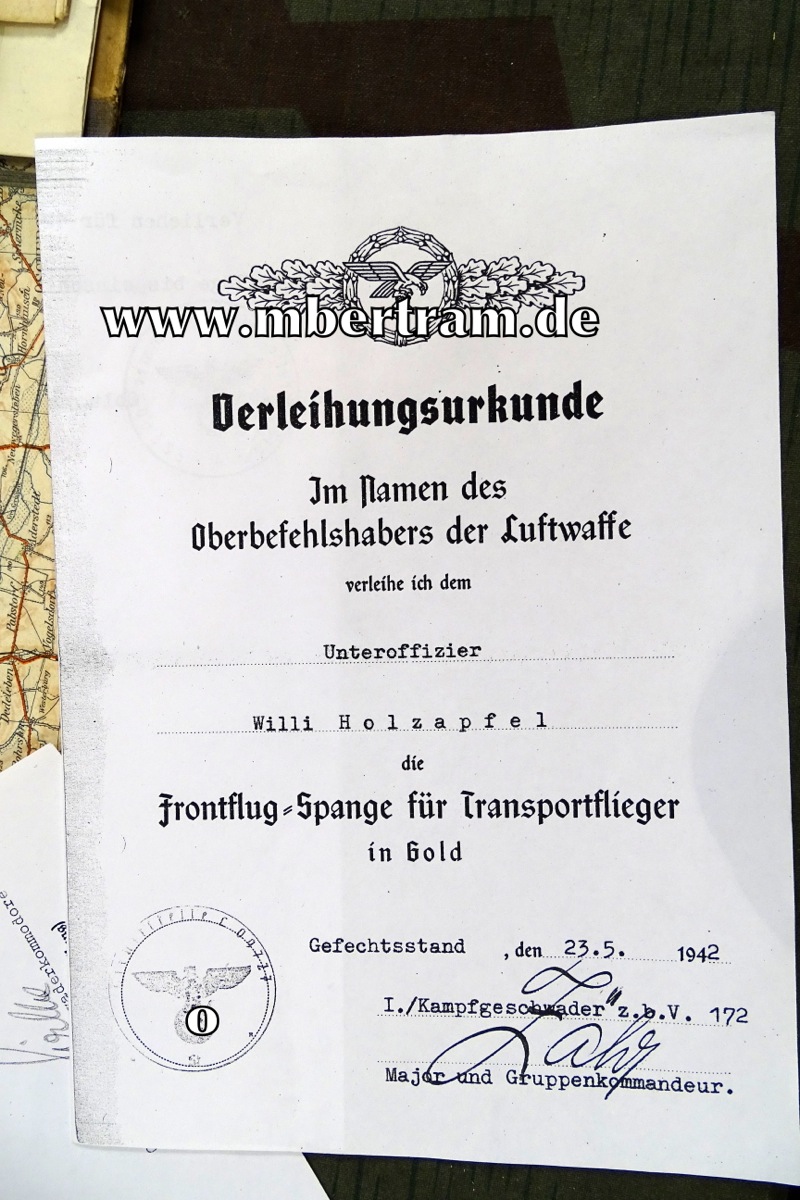 www.mbertram.de
Verleihungsurkunde
Im Namen des
Oberbefehlshabers der Luftwaffe
verleihe ich dem
Unteroffizier
Willi Holzapfel
die
Frontflug-Spange für Transportflieger
in Gold
Gefechtsstand , den 23.5. 1942
I./Kampfgeschwader "z.b.V. 172
Major und Gruppenkommandeur.